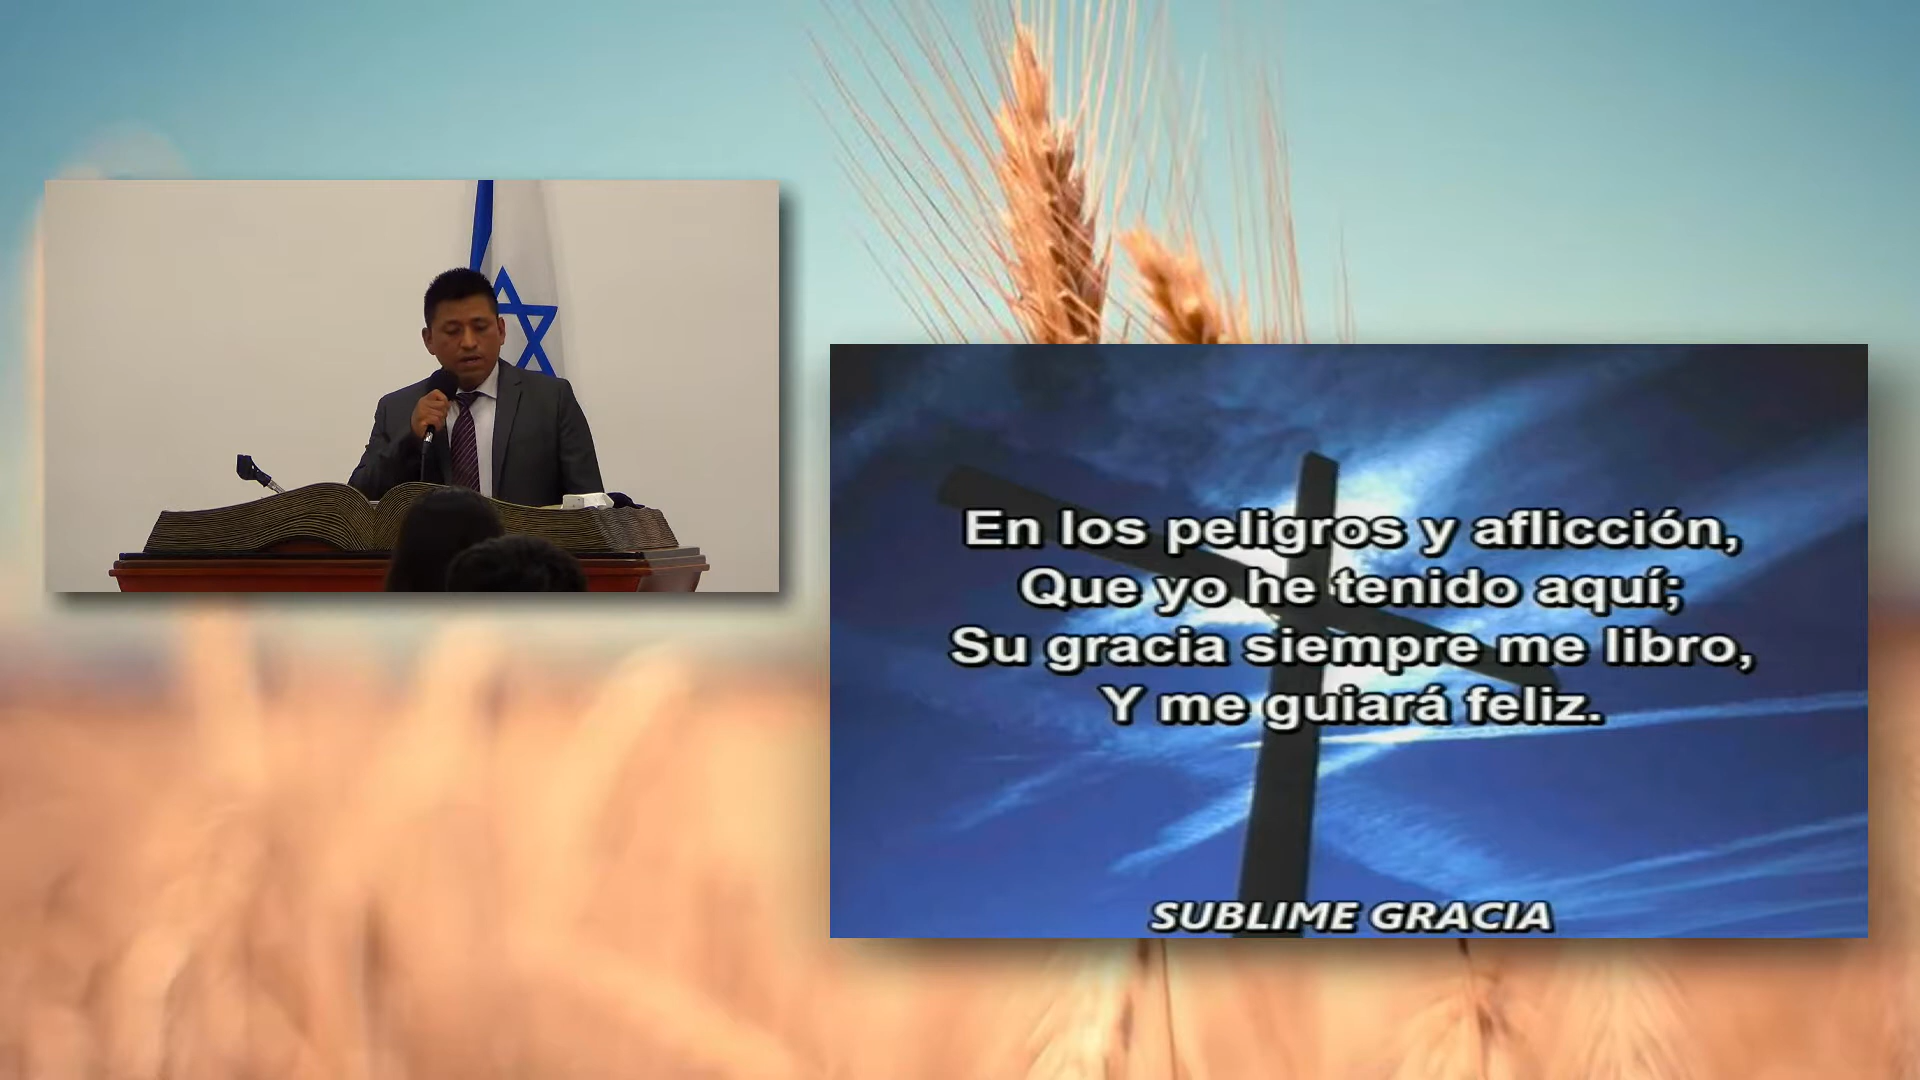 En los peligros y aflicción,
Que yo he tenido aquí;
Su gracia siempre me libro,
Y me guiará feliz.
SUBLIME GRACIA